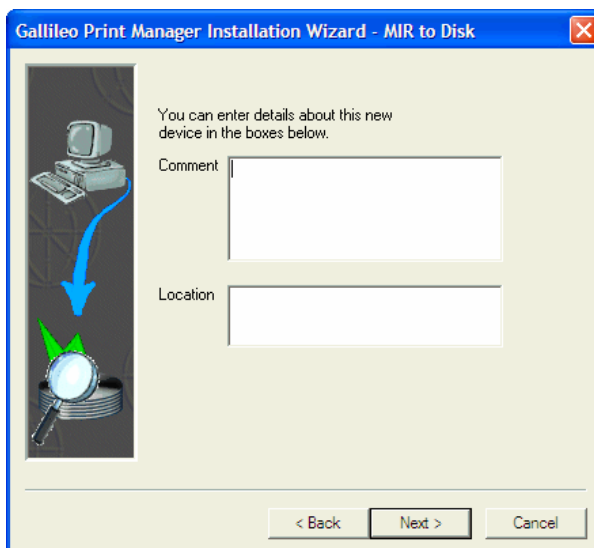 Gallileo Print Manager Installation Wizard - MIR to Disk
You can enter details about this new
device in the boxes below.
Comment
Location
< Back
Next >
Cancel